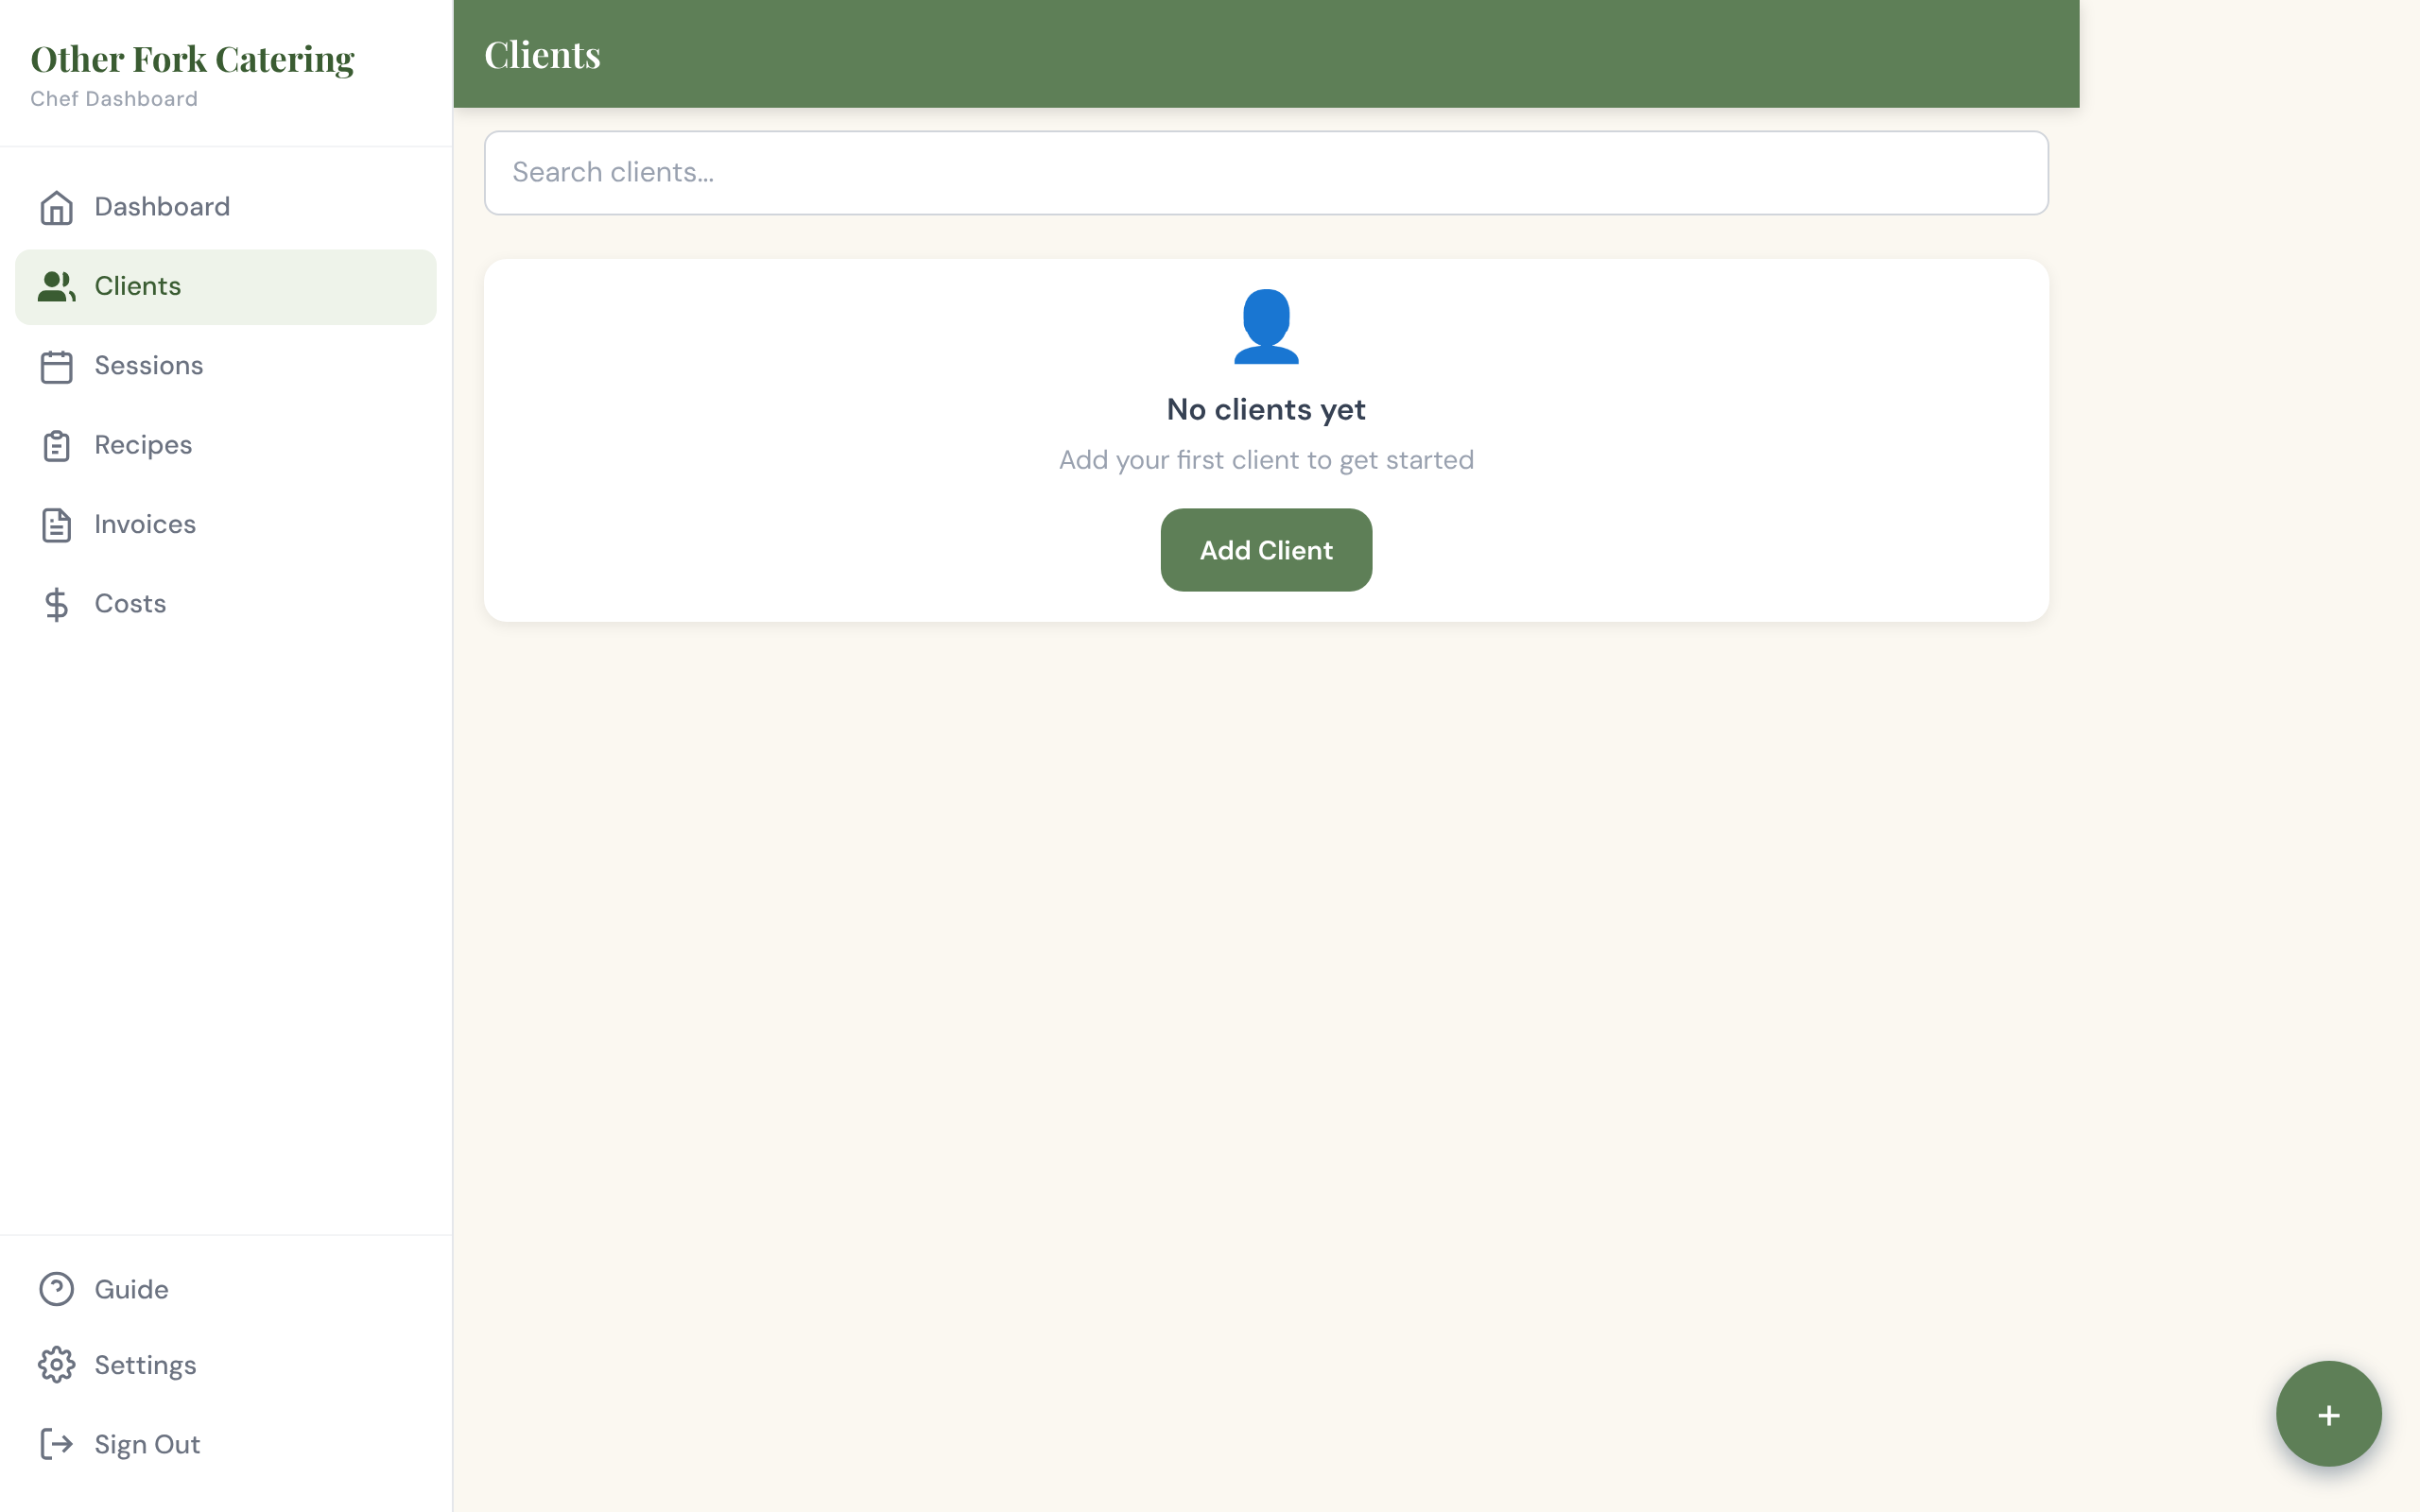 Other Fork Catering
Chef Dashboard
Dashboard
Clients
Sessions
Recipes
Invoices
Costs
Guide
Settings
Sign Out
Clients
Search clients...
No clients yet
Add your first client to get started
Add Client
+